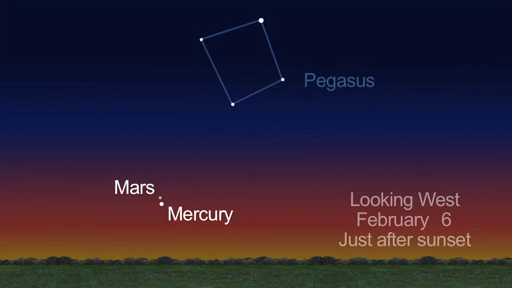 Pegasus
Mars
Mercury
Looking West
February 6
Just after sunset